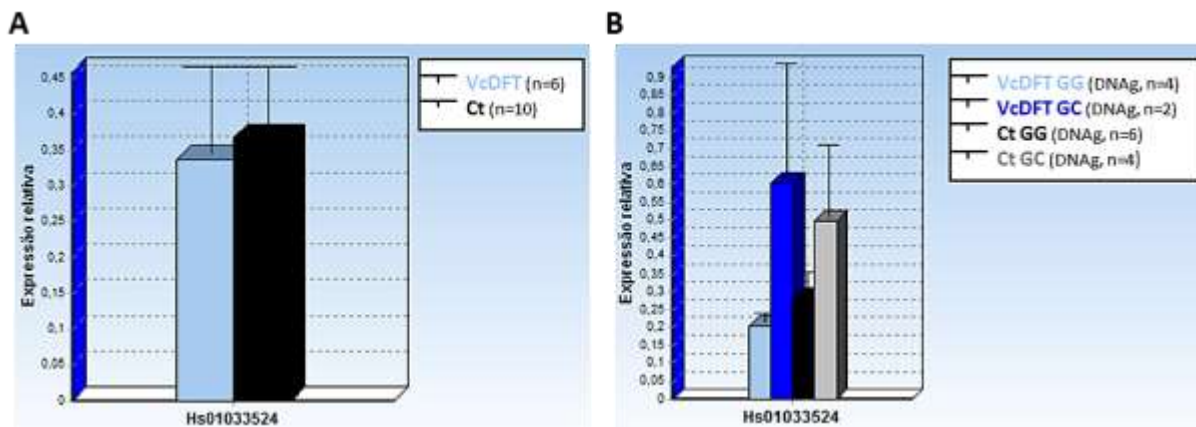 A
Expressão relativa
0,45
0,4
0,35
0,3
0,25
0,2
0,15
0,1
0,05
0
Hs01033524
VcDFT (n=6)
Ct (n=10)
B
Expressão relativa
0,9
0,85
0,8
0,75
0,7
0,65
0,6
0,55
0,5
0,45
0,4
0,35
0,3
0,25
0,2
0,15
0,1
0,05
0
Hs01033524
VcDFT GG (DNAg, n=4)
VcDFT GC (DNAg, n=2)
Ct GG (DNAg, n=6)
Ct GC (DNAg, n=4)